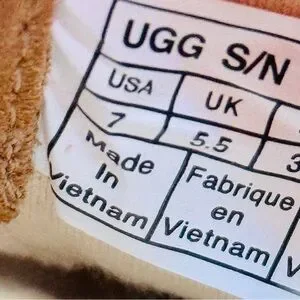 UGG S/N
USA UK
7 5.5 3
Made Fabrique
In en
Vietnam Vietnam